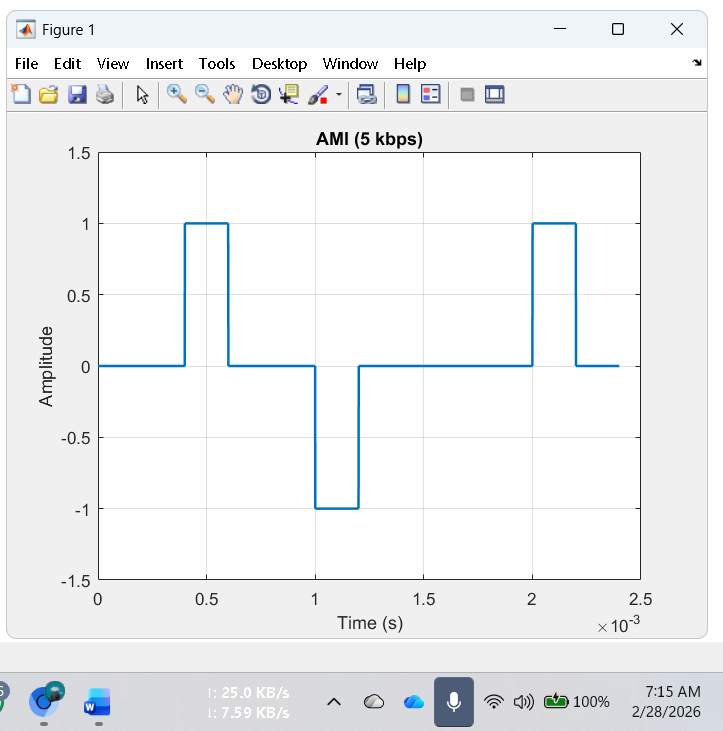 Figure 1
File Edit View Insert Tools Desktop Window Help
AMI (5 kbps)
1.5
1
0.5
0
-0.5
-1
-1.5
Amplitude
0 0.5 1 1.5 2 2.5
Time (s)
×10-3
↑: 25.0 KB/s
↓: 7.59 KB/s
100%
7:15 AM
2/28/2026